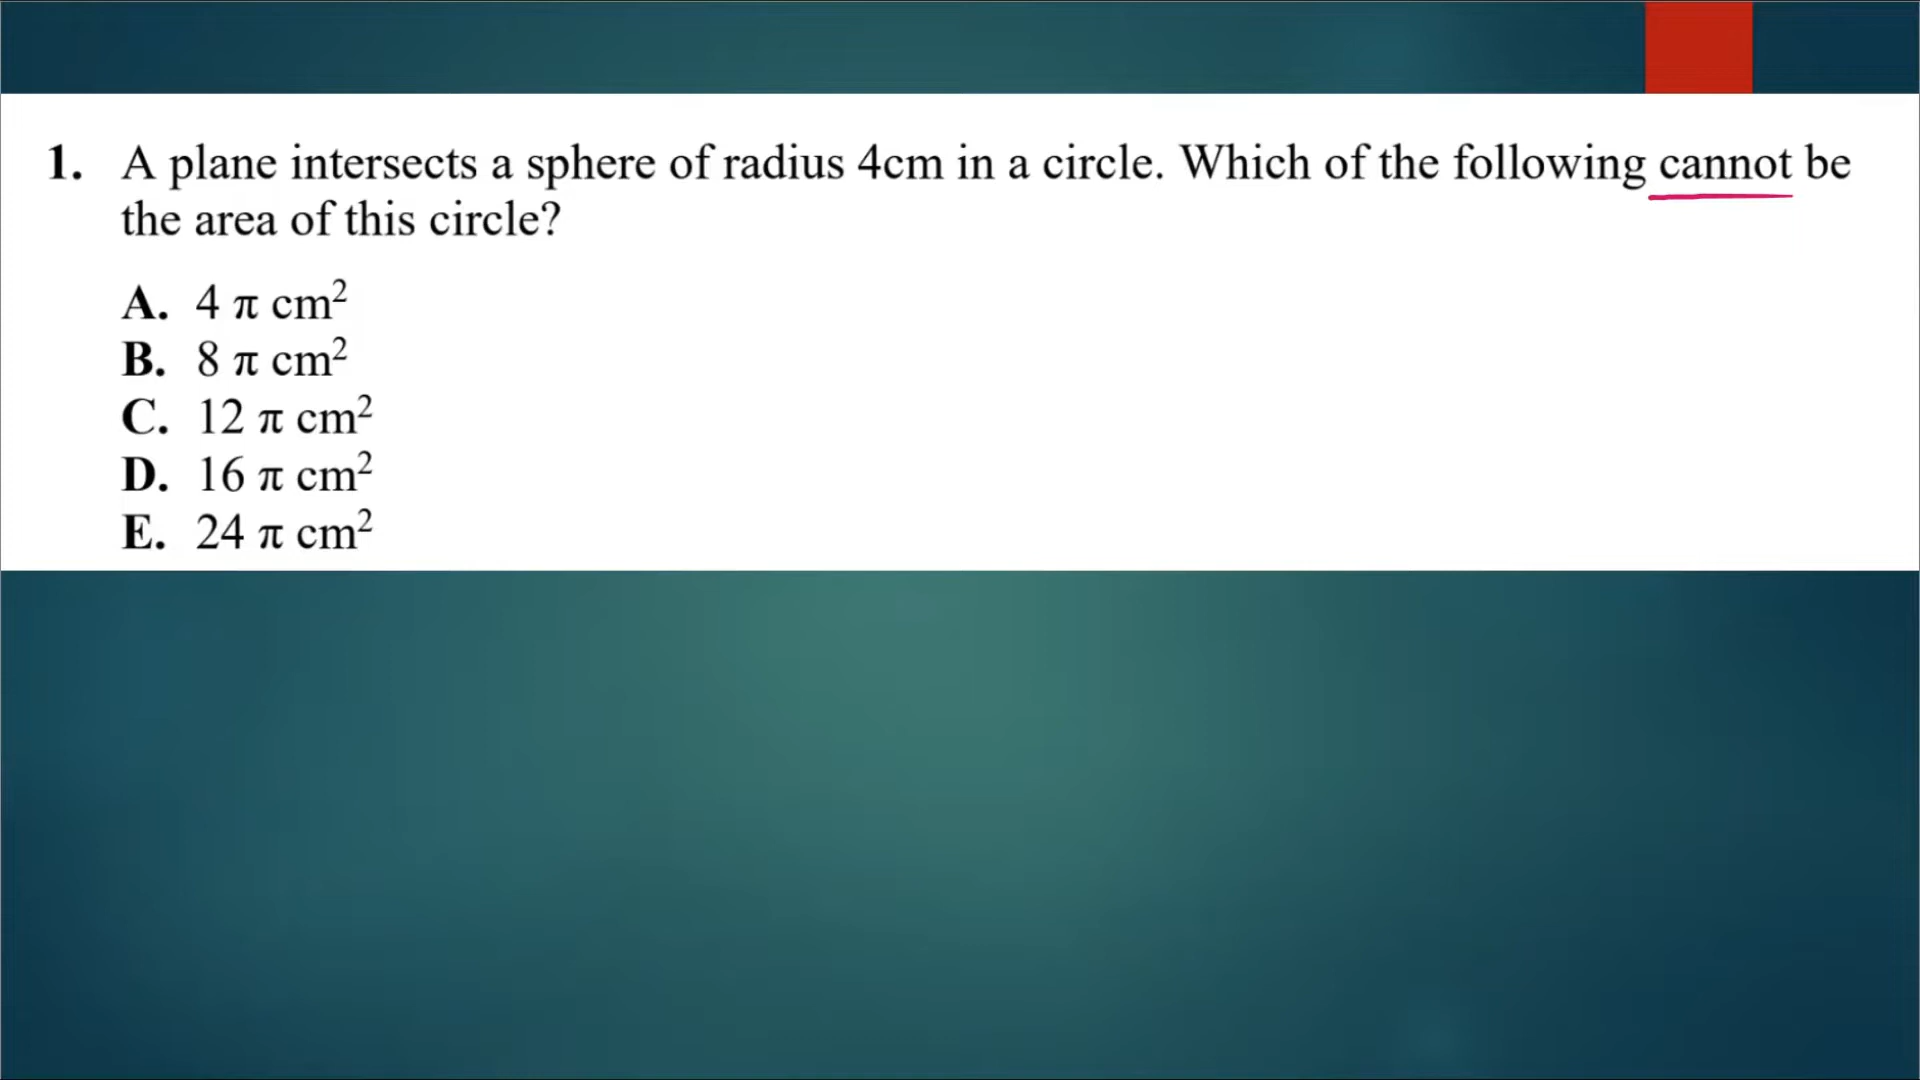 1. A plane intersects a sphere of radius 4cm in a circle. Which of the following cannot be
the area of this circle?
A. 4 π cm²
B. 8 π cm²
C. 12 π cm²
D. 16 π cm²
E. 24 π cm²